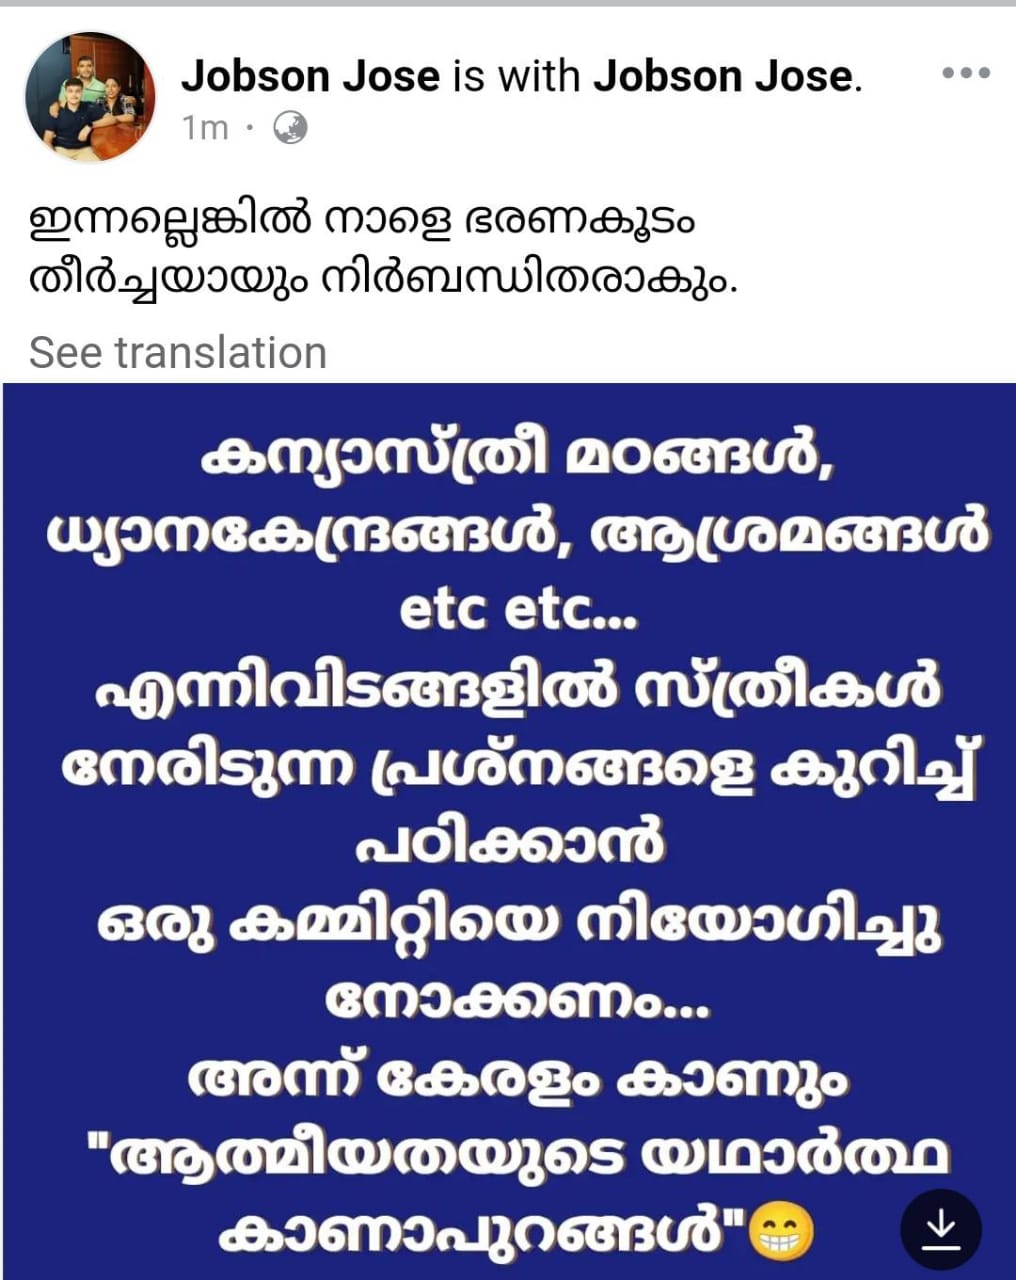 Jobson Jose is with Jobson Jose.
1m ·
ഇന്നല്ലെങ്കിൽ നാളെ ഭരണകൂടം
തീർച്ചയായും നിർബന്ധിതരാകും.
See translation
കന്യാസ്ത്രീ മഠങ്ങൾ,
ധ്യാനകേന്ദ്രങ്ങൾ, ആശ്രമങ്ങൾ
etc etc...
എന്നിവിടങ്ങളിൽ സ്ത്രീകൾ
നേരിടുന്ന പ്രശ്നങ്ങളെ കുറിച്ച്
പഠിക്കാൻ
ഒരു കമ്മിറ്റിയെ നിയോഗിച്ചു
നോക്കണം...
അന്ന് കേരളം കാണും
"ആത്മീയതയുടെ യഥാർത്ഥ
കാണാപുറങ്ങൾ"😁